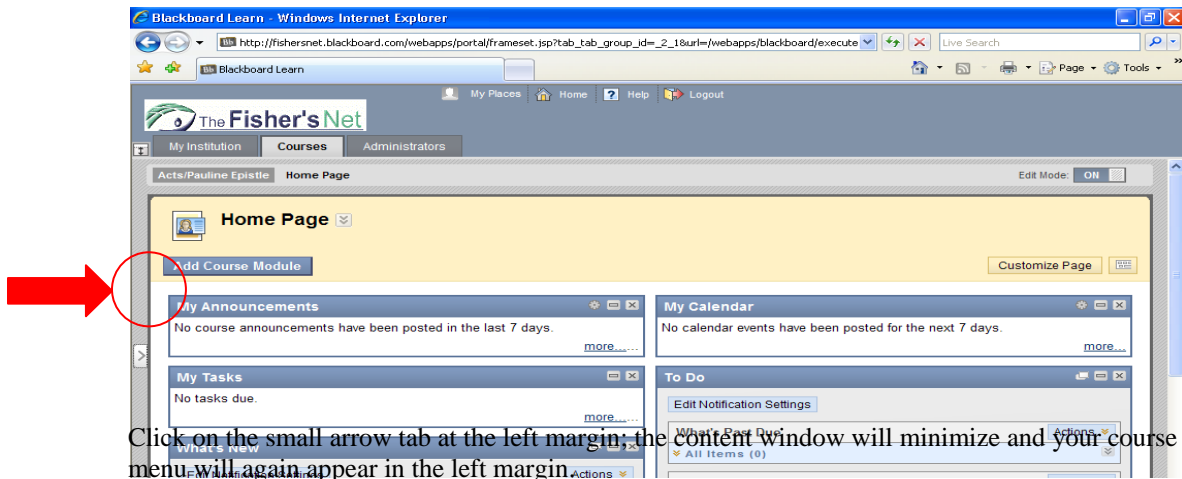 Blackboard Learn - Windows Internet Explorer
http://fishersnet.blackboard.com/webapps/portal/frameset.jsp?tab_tab_group_id=_2_1&url=/webapps/blackboard/execute
Live Search
Blackboard Learn
Page
Tools
My Places Home ? Help Logout
The Fisher's Net
My Institution Courses Administrators
Acts/Pauline Epistle Home Page
Edit Mode: ON
Home Page
Add Course Module
Customize Page
My Announcements
No course announcements have been posted in the last 7 days.
more......
My Calendar
No calendar events have been posted for the next 7 days.
more...
My Tasks
No tasks due.
more......
To Do
Edit Notification Settings
What's Past Due
Actions
All Items (0)
What's New
Edit Notification Settings
Actions
Click on the small arrow tab at the left margin; the content window will minimize and your course
menu will again appear in the left margin.